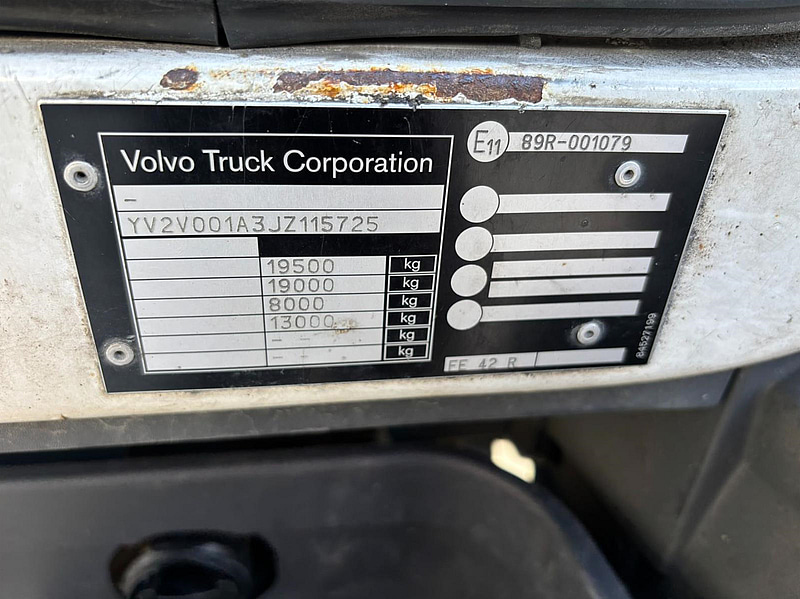 Volvo Truck Corporation
-
YV2V001A3JZ115725
19500 kg
19000 kg
8000 kg
13000 kg
- - kg
- - kg
E11 89R-001079
FE 42 R
84527199